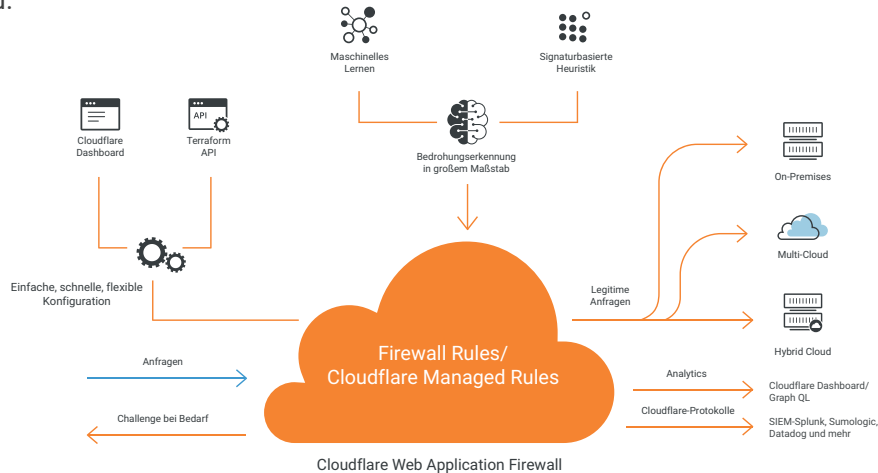 Maschinelles
Lernen
Signaturbasierte
Heuristik
API
Cloudflare
Dashboard
Terraform
API
Bedrohungserkennung
in großem Maßstab
On-Premises
Multi-Cloud
Einfache, schnelle, flexible
Konfiguration
Legitime
Anfragen
Hybrid Cloud
Firewall Rules/
Cloudflare Managed Rules
Anfragen
Analytics
Cloudflare Dashboard/
Graph QL
Challenge bei Bedarf
Cloudflare-Protokolle
SIEM-Splunk, Sumologic,
Datadog und mehr
Cloudflare Web Application Firewall